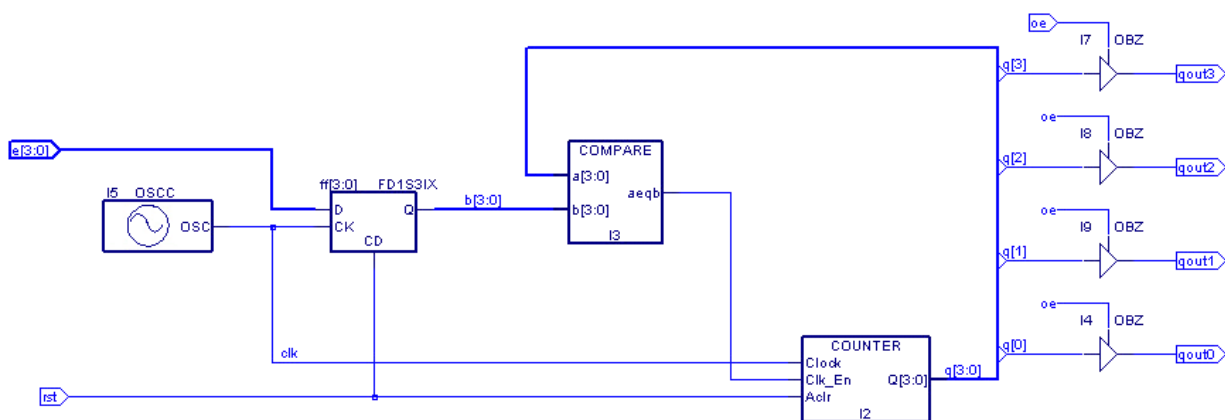 oe
I7 OBZ
q[3]
qout3
oe
I8 OBZ
q[2]
qout2
oe
I9 OBZ
q[1]
qout1
oe
I4 OBZ
q[0]
qout0
e[3:0]
I5 OSCC
OSC
ff[3:0] FD1S3IX
D Q
CK
CD
b[3:0]
COMPARE
a[3:0]
aeqb
b[3:0]
I3
clk
rst
COUNTER
Clock
Clk_En Q[3:0]
Aclr
I2
q[3:0]